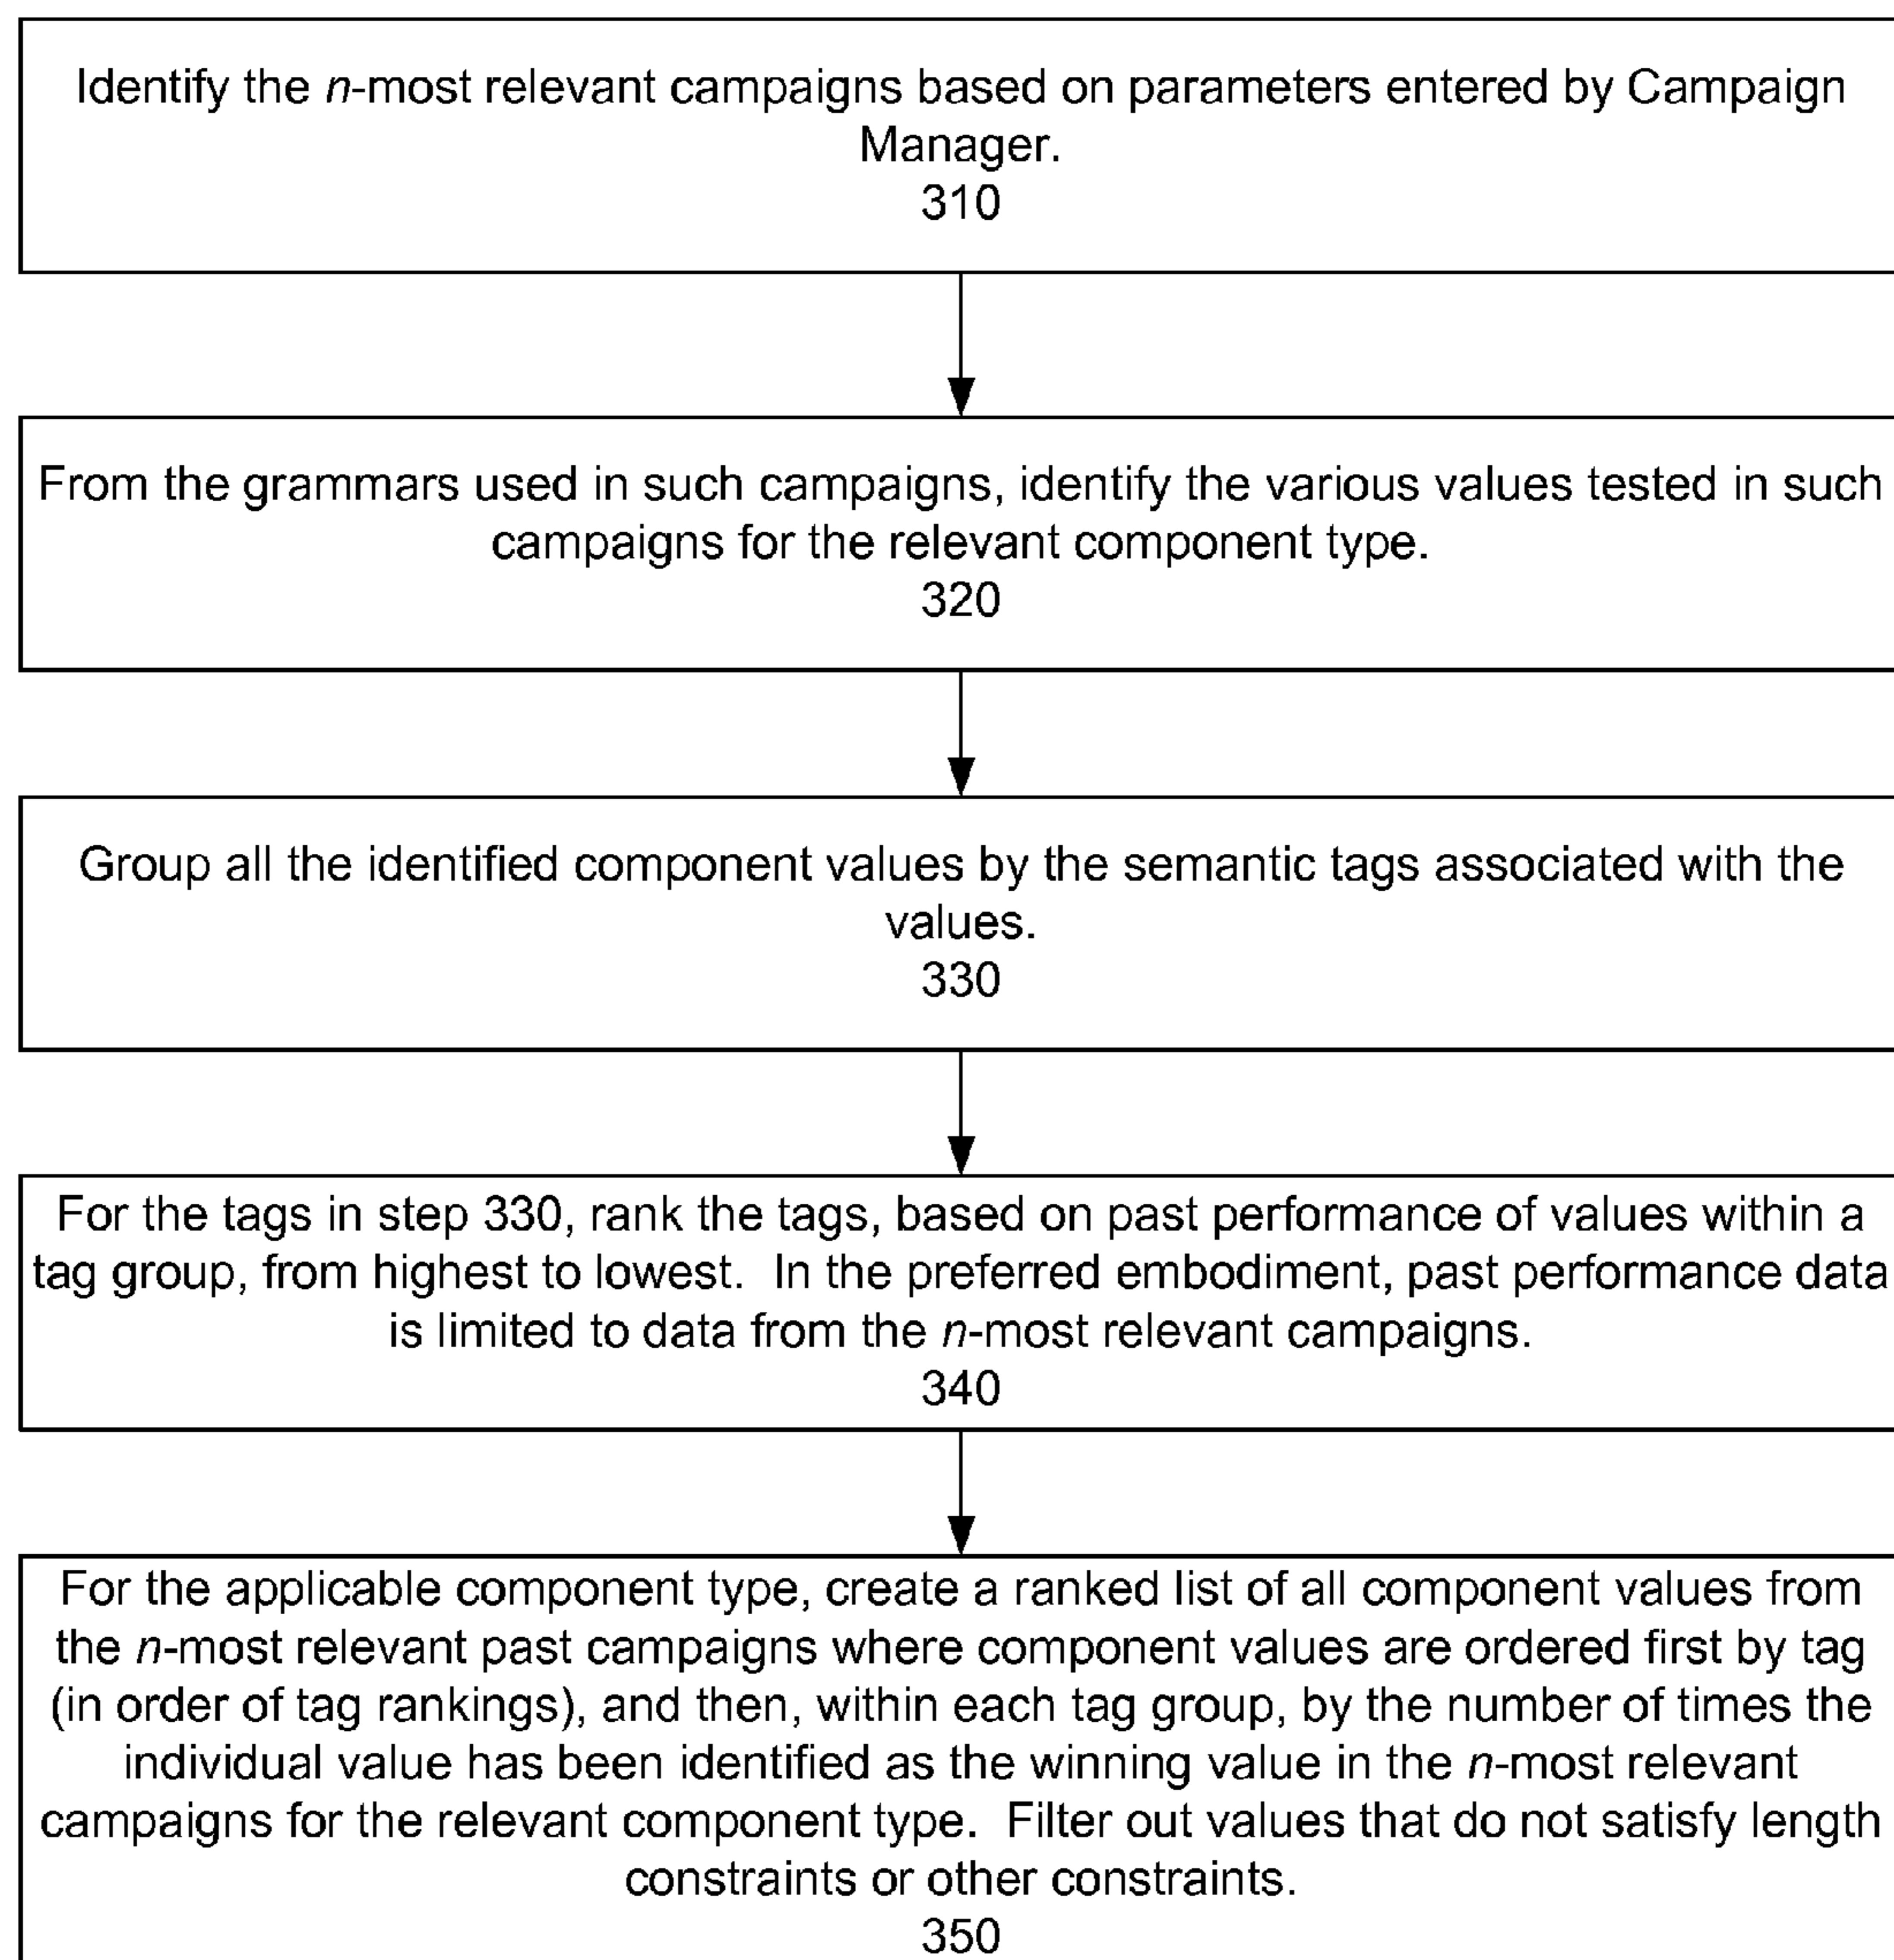 Identify the n-most relevant campaigns based on parameters entered by Campaign
Manager.
310
From the grammars used in such campaigns, identify the various values tested in such
campaigns for the relevant component type.
320
Group all the identified component values by the semantic tags associated with the
values.
330
For the tags in step 330, rank the tags, based on past performance of values within a
tag group, from highest to lowest.  In the preferred embodiment, past performance data
is limited to data from the n-most relevant campaigns.
340
For the applicable component type, create a ranked list of all component values from
the n-most relevant past campaigns where component values are ordered first by tag
(in order of tag rankings), and then, within each tag group, by the number of times the
individual value has been identified as the winning value in the n-most relevant
campaigns for the relevant component type.  Filter out values that do not satisfy length
constraints or other constraints.
350